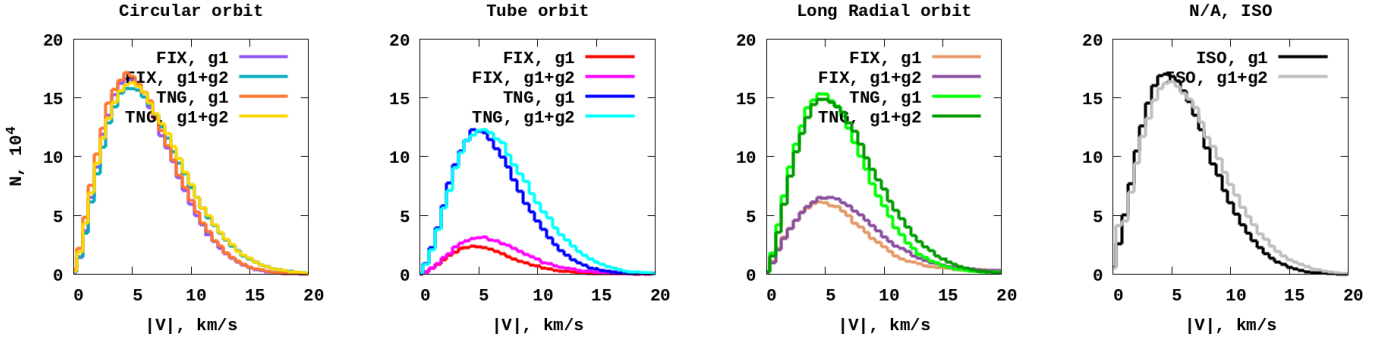 Circular orbit
N, 10^4
20
15
10
5
0
FIX, g1
FIX, g1+g2
TNG, g1
TNG, g1+g2
0 5 10 15 20
|V|, km/s
Tube orbit
20
15
10
5
0
FIX, g1
FIX, g1+g2
TNG, g1
TNG, g1+g2
0 5 10 15 20
|V|, km/s
Long Radial orbit
20
15
10
5
0
FIX, g1
FIX, g1+g2
TNG, g1
TNG, g1+g2
0 5 10 15 20
|V|, km/s
N/A, ISO
20
15
10
5
0
ISO, g1
ISO, g1+g2
0 5 10 15 20
|V|, km/s